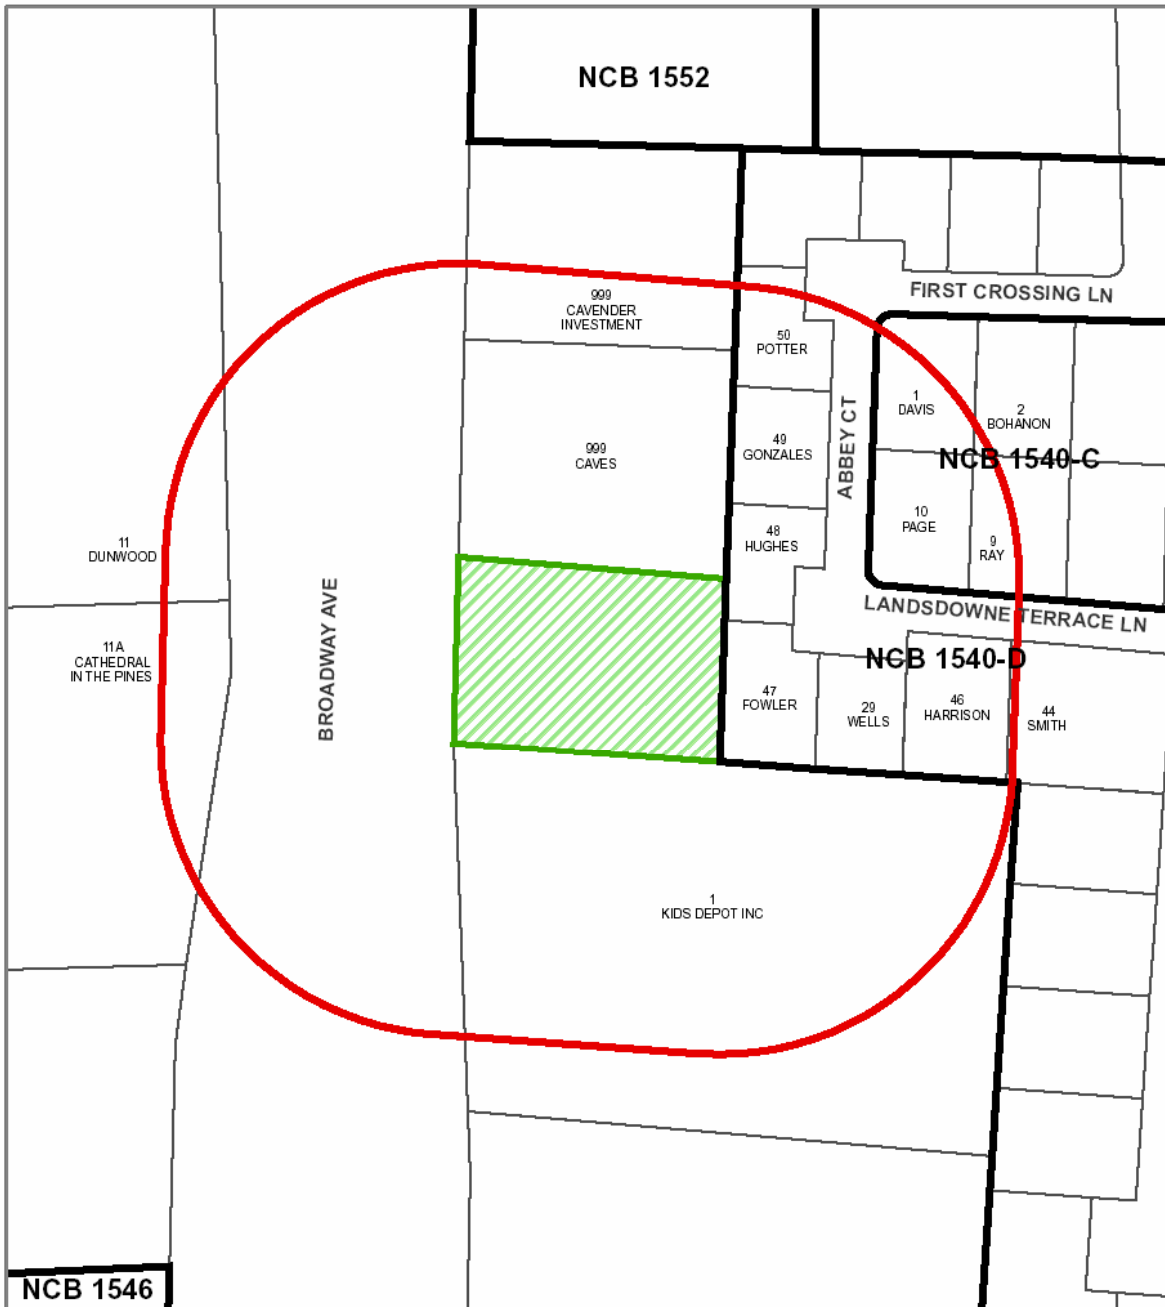 NCB 1552
FIRST CROSSING LN
999
CAVENDER
INVESTMENT
50
POTTER
1
DAVIS
2
BOHANON
ABBEY CT
999
CAVES
49
GONZALES
NCB 1540-C
10
PAGE
48
HUGHES
9
RAY
11
DUNWOOD
LANDSDOWNE TERRACE LN
BROADWAY AVE
11A
CATHEDRAL
IN THE PINES
NCB 1540-D
47
FOWLER
29
WELLS
46
HARRISON
44
SMITH
1
KIDS DEPOT INC
NCB 1546